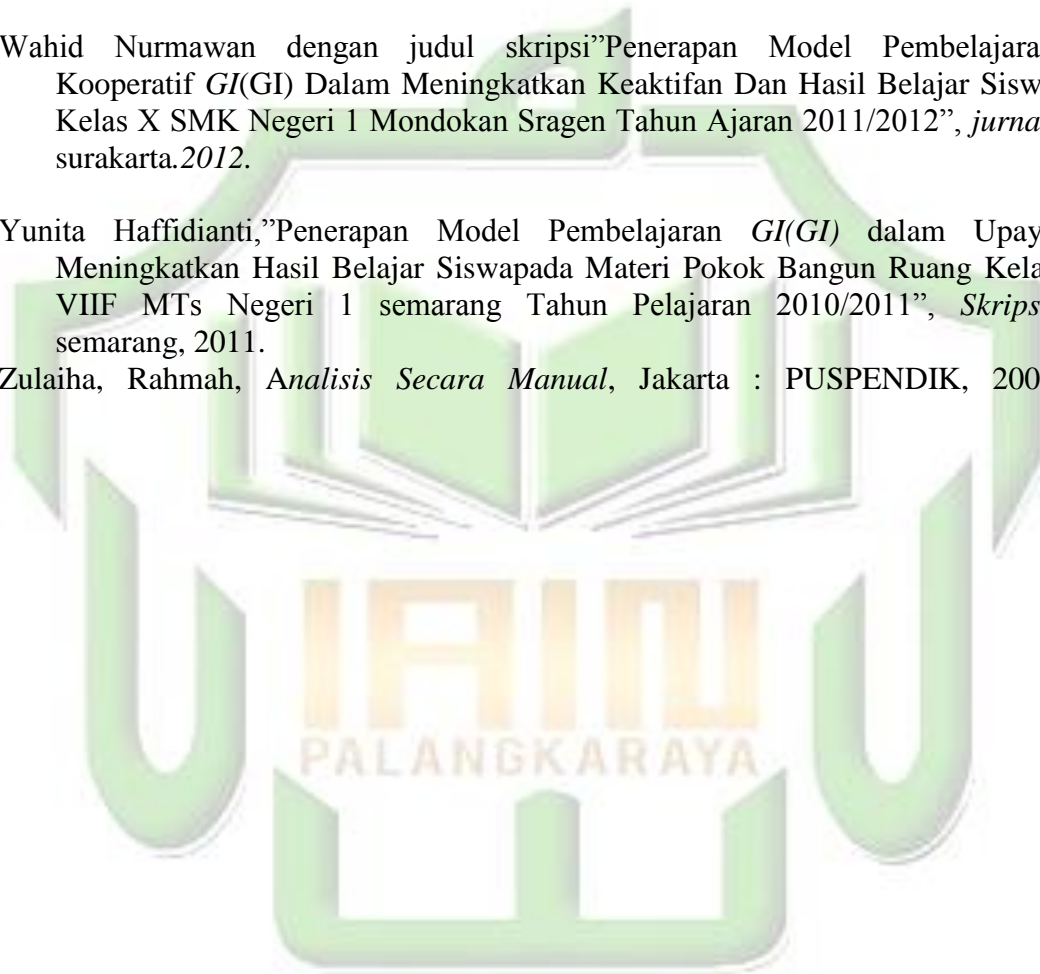 Wahid Nurmawan dengan judul skripsi”Penerapan Model Pembelajara
Kooperatif GI(GI) Dalam Meningkatkan Keaktifan Dan Hasil Belajar Sisw
Kelas X SMK Negeri 1 Mondokan Sragen Tahun Ajaran 2011/2012”, jurna
surakarta.2012.
Yunita Haffidianti,”Penerapan Model Pembelajaran GI(GI) dalam Upay
Meningkatkan Hasil Belajar Siswapada Materi Pokok Bangun Ruang Kela
VIIF MTs Negeri 1 semarang Tahun Pelajaran 2010/2011”, Skrips
semarang, 2011.
Zulaiha, Rahmah, Analisis Secara Manual, Jakarta : PUSPENDIK, 200
IAIN
PALANGKARAYA